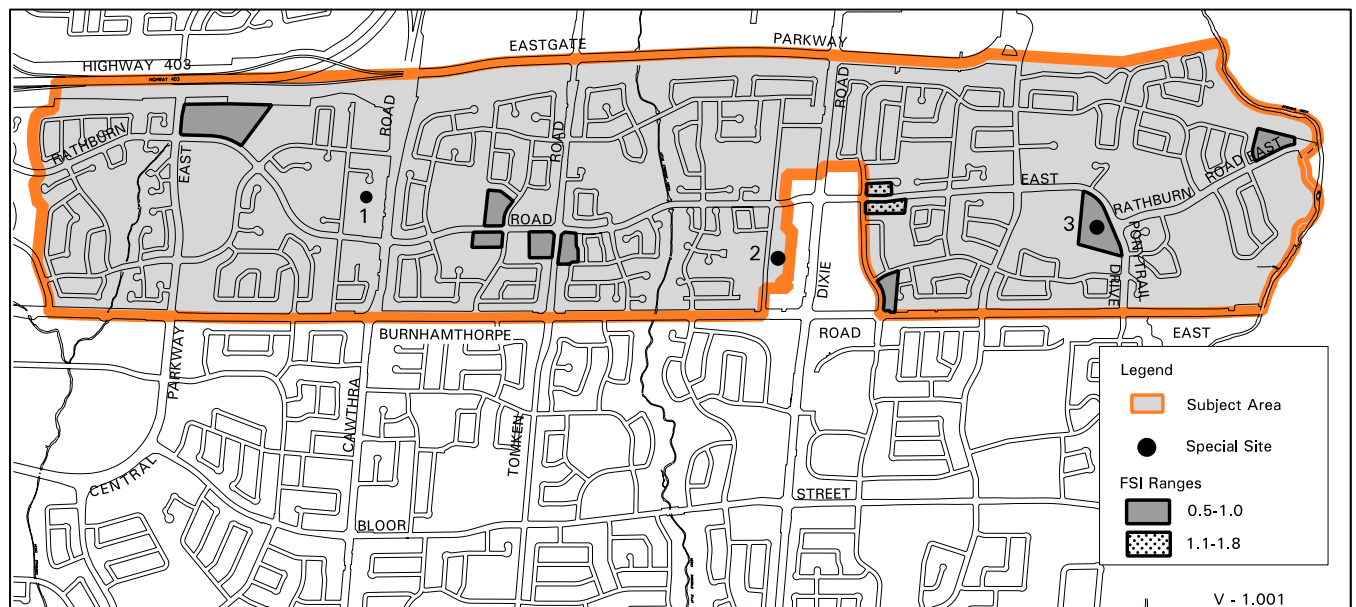 EASTGATE PARKWAY
HIGHWAY 403
HIGHWAY 403
ROAD
ROAD
ROAD
RATHBURN
EAST
EAST
RATHBURN ROAD EAST
1
ROAD
2
3
PONYTRAIL
DRIVE
DIXIE
BURNHAMTHORPE ROAD EAST
PARKWAY
CAWTHRA
TOMKEN
CENTRAL
BLOOR STREET
Legend
Subject Area
Special Site
FSI Ranges
0.5-1.0
1.1-1.8
V - 1.001